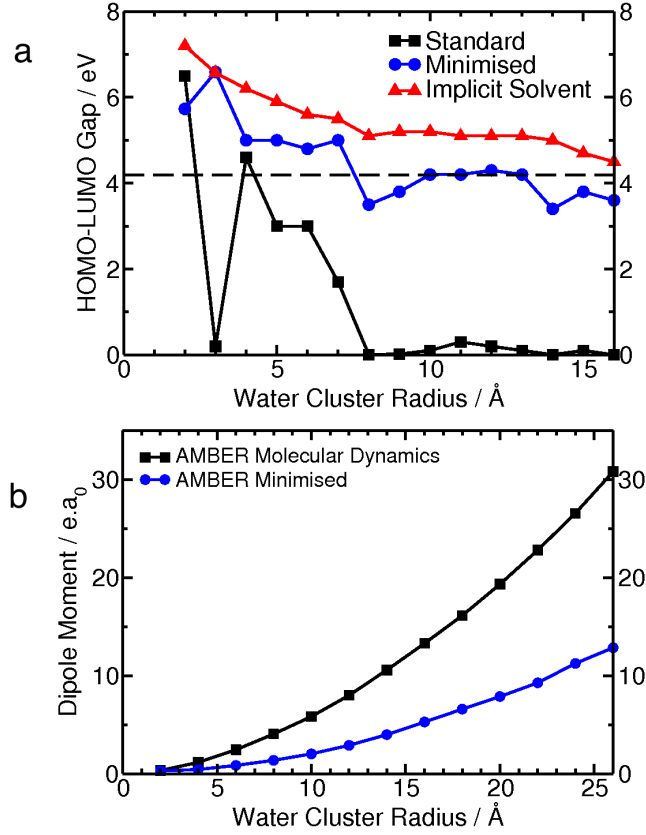 a
Standard
Minimised
Implicit Solvent
HOMO-LUMO Gap / eV
8 8
6 6
4 4
2 2
0 0
0 5 10 15
Water Cluster Radius / Å
b
AMBER Molecular Dynamics
AMBER Minimised
Dipole Moment / e.a0
30 30
20 20
10 10
0 0
0 5 10 15 20 25
Water Cluster Radius / Å